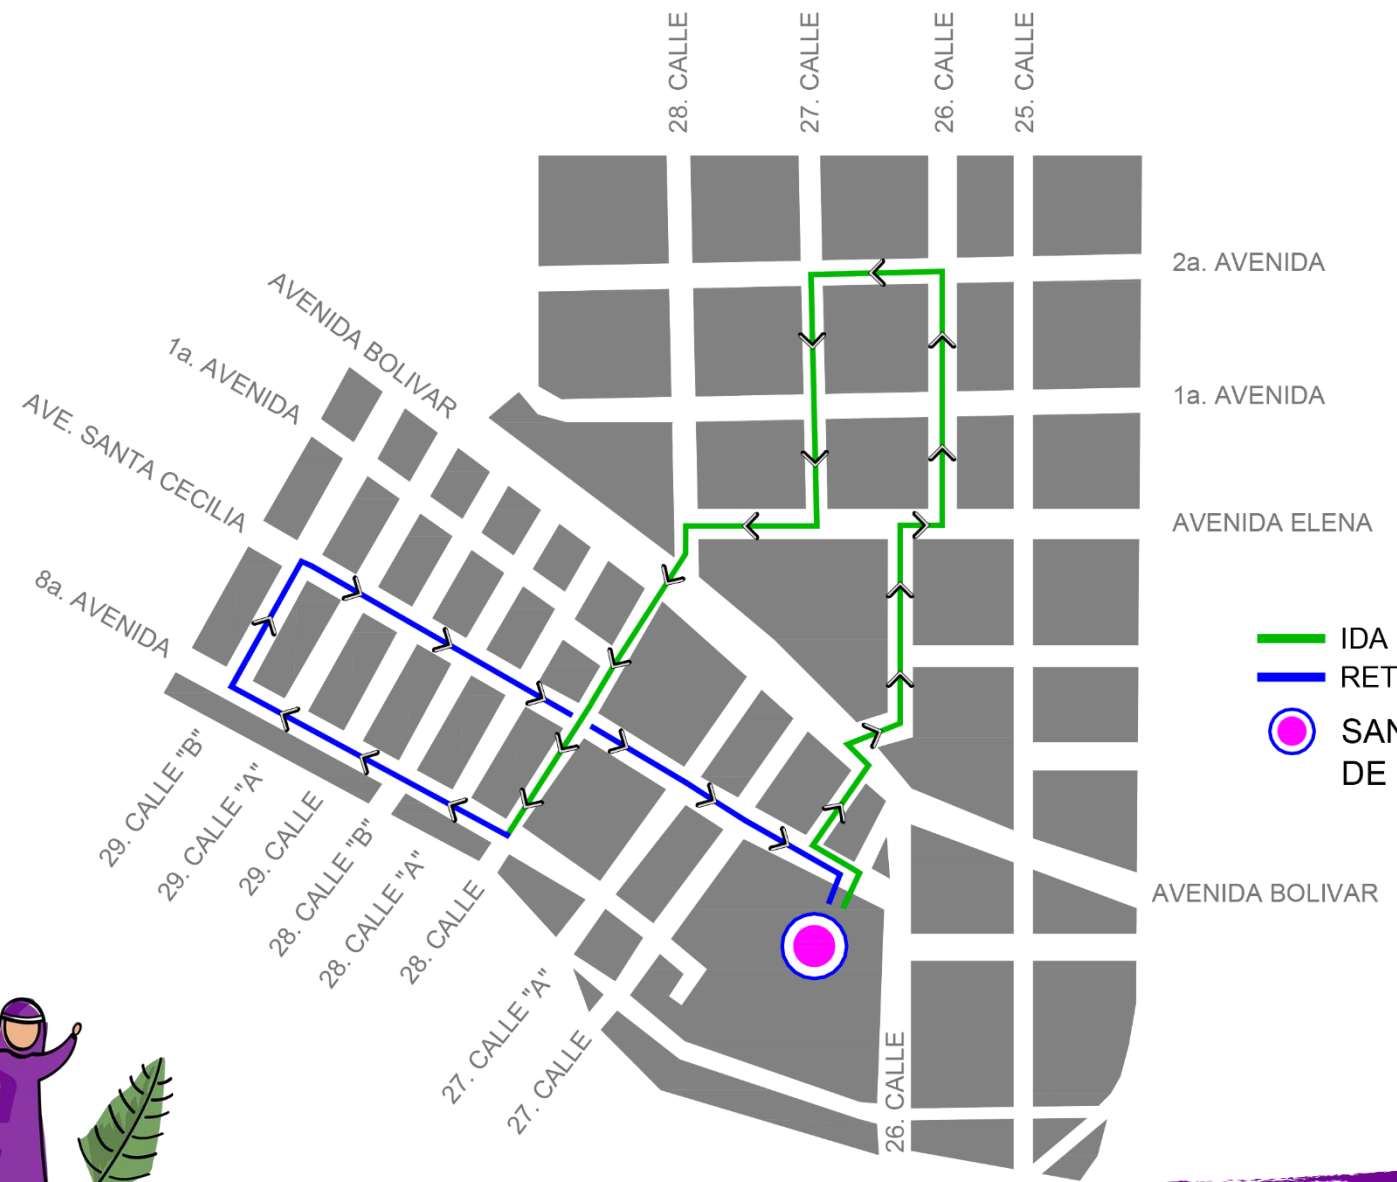 28. CALLE
27. CALLE
26. CALLE
25. CALLE
2a. AVENIDA
AVENIDA BOLIVAR
1a. AVENIDA
1a. AVENIDA
AVE. SANTA CECILIA
AVENIDA ELENA
8a. AVENIDA
IDA
RET
SAN
DE
29. CALLE "B"
29. CALLE "A"
29. CALLE
28. CALLE "B"
28. CALLE "A"
28. CALLE
AVENIDA BOLIVAR
27. CALLE "A"
27. CALLE
26. CALLE